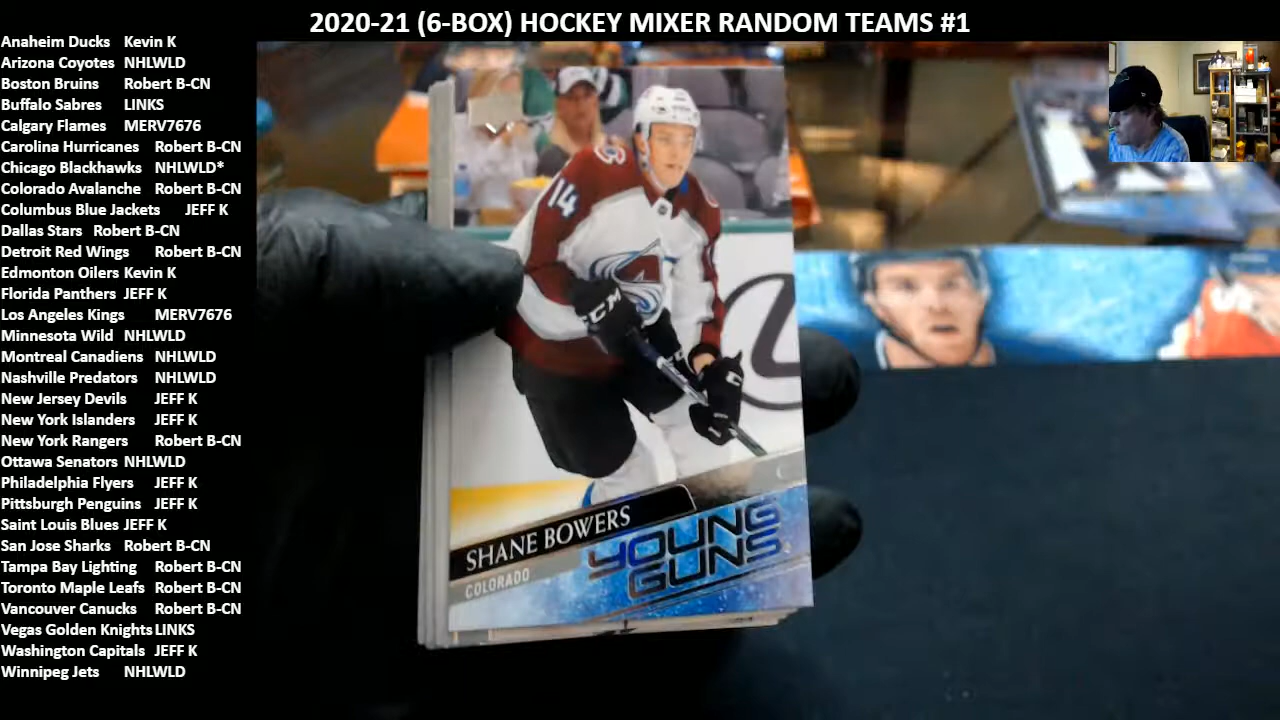 2020-21 (6-BOX) HOCKEY MIXER RANDOM TEAMS #1
Anaheim Ducks Kevin K
Arizona Coyotes NHLWLD
Boston Bruins Robert B-CN
Buffalo Sabres LINKS
Calgary Flames MERV7676
Carolina Hurricanes Robert B-CN
Chicago Blackhawks NHLWLD*
Colorado Avalanche Robert B-CN
Columbus Blue Jackets JEFF K
Dallas Stars Robert B-CN
Detroit Red Wings Robert B-CN
Edmonton Oilers Kevin K
Florida Panthers JEFF K
Los Angeles Kings MERV7676
Minnesota Wild NHLWLD
Montreal Canadiens NHLWLD
Nashville Predators NHLWLD
New Jersey Devils JEFF K
New York Islanders JEFF K
New York Rangers Robert B-CN
Ottawa Senators NHLWLD
Philadelphia Flyers JEFF K
Pittsburgh Penguins JEFF K
Saint Louis Blues JEFF K
San Jose Sharks Robert B-CN
Tampa Bay Lighting Robert B-CN
Toronto Maple Leafs Robert B-CN
Vancouver Canucks Robert B-CN
Vegas Golden Knights LINKS
Washington Capitals JEFF K
Winnipeg Jets NHLWLD
14
CCM
C
SHANE BOWERS
COLORADO
YOUNG
GUNS